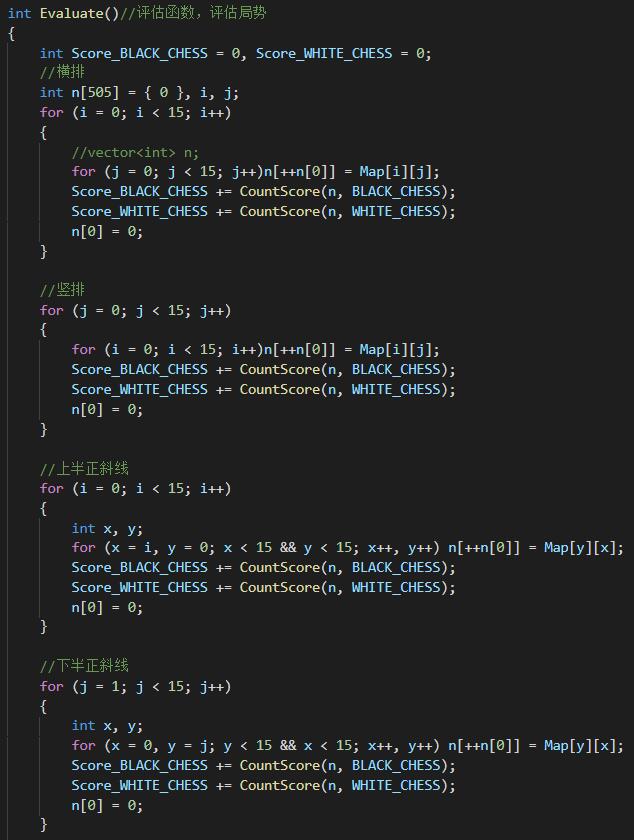 int Evaluate()//评估函数，评估局势
{
    int Score_BLACK_CHESS = 0, Score_WHITE_CHESS = 0;
    //横排
    int n[505] = { 0 }, i, j;
    for (i = 0; i < 15; i++)
    {
        //vector<int> n;
        for (j = 0; j < 15; j++)n[++n[0]] = Map[i][j];
        Score_BLACK_CHESS += CountScore(n, BLACK_CHESS);
        Score_WHITE_CHESS += CountScore(n, WHITE_CHESS);
        n[0] = 0;
    }

    //竖排
    for (j = 0; j < 15; j++)
    {
        for (i = 0; i < 15; i++)n[++n[0]] = Map[i][j];
        Score_BLACK_CHESS += CountScore(n, BLACK_CHESS);
        Score_WHITE_CHESS += CountScore(n, WHITE_CHESS);
        n[0] = 0;
    }

    //上半正斜线
    for (i = 0; i < 15; i++)
    {
        int x, y;
        for (x = i, y = 0; x < 15 && y < 15; x++, y++) n[++n[0]] = Map[y][x];
        Score_BLACK_CHESS += CountScore(n, BLACK_CHESS);
        Score_WHITE_CHESS += CountScore(n, WHITE_CHESS);
        n[0] = 0;
    }

    //下半正斜线
    for (j = 1; j < 15; j++)
    {
        int x, y;
        for (x = 0, y = j; y < 15 && x < 15; x++, y++) n[++n[0]] = Map[y][x];
        Score_BLACK_CHESS += CountScore(n, BLACK_CHESS);
        Score_WHITE_CHESS += CountScore(n, WHITE_CHESS);
        n[0] = 0;
    }